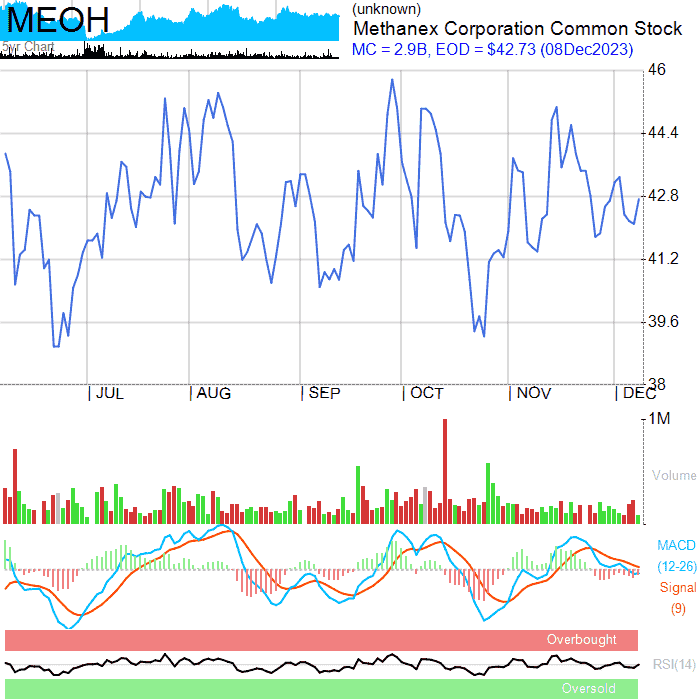 MEOH
5yr Chart
(unknown)
Methanex Corporation Common Stock
MC = 2.9B, EOD = $42.73 (08Dec2023)
46
44.4
42.8
41.2
39.6
38
JUL AUG SEP OCT NOV DEC
1M
Volume
MACD
(12-26)
Signal
(9)
Overbought
RSI(14)
Oversold